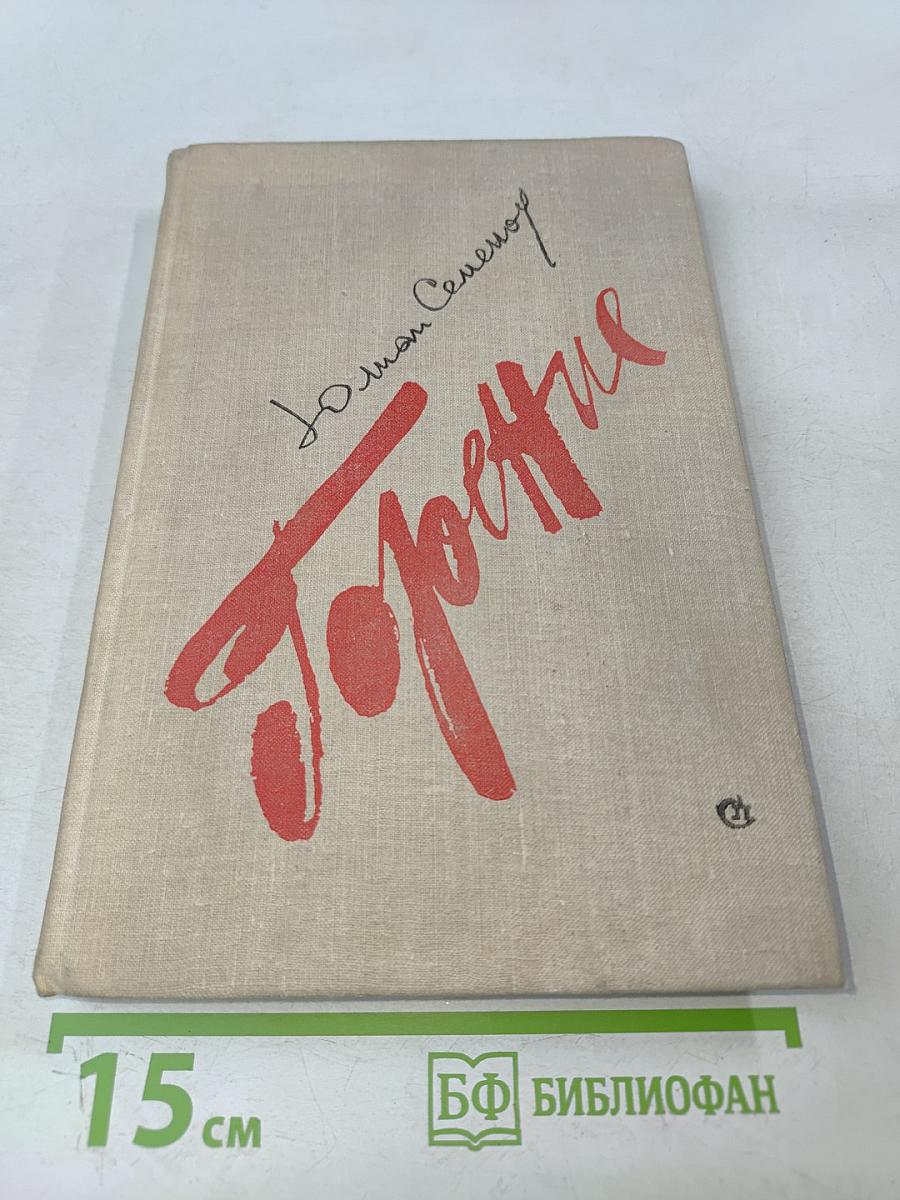 Юлиан Семенов
Горение
СП
15 см
БФ БИБЛИОФАН